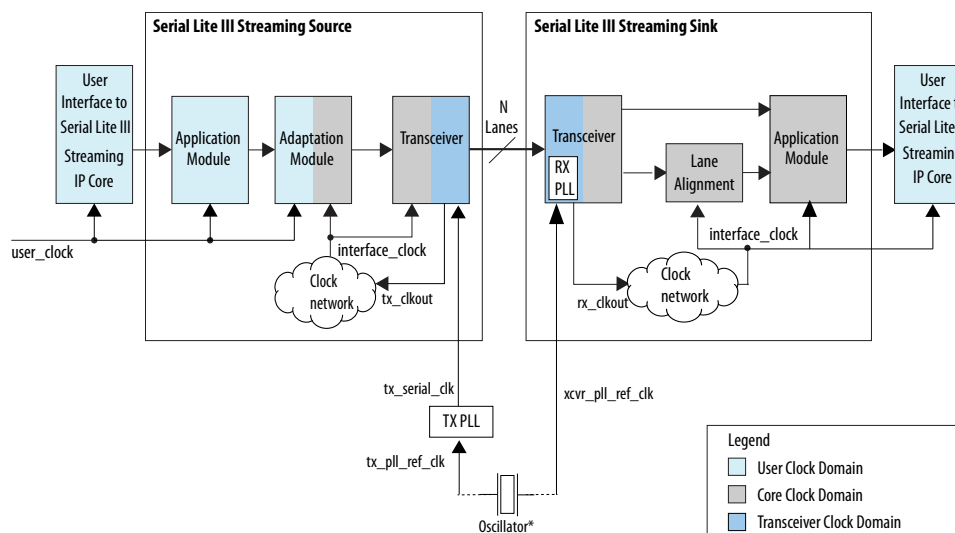 Serial Lite III Streaming Source
Serial Lite III Streaming Sink
User
Interface to
Serial Lite III
Streaming
IP Core
Application
Module
Adaptation
Module
Transceiver
N
Lanes
Transceiver
RX
PLL
Lane
Alignment
Application
Module
User
Interface t
Serial Lite
Streaming
IP Core
user_clock
interface_clock
Clock
network
tx_clkout
interface_clock
Clock
network
rx_clkout
tx_serial_clk
xcvr_pll_ref_clk
TX PLL
tx_pll_ref_clk
Oscillator*
Legend
User Clock Domain
Core Clock Domain
Transceiver Clock Domain